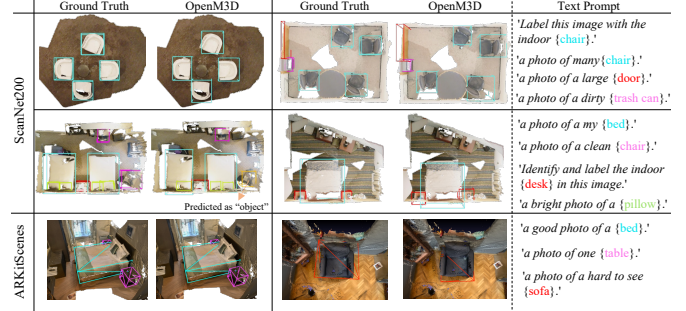 Ground Truth
OpenM3D
Ground Truth
OpenM3D
Text Prompt
ScanNet200
'Label this image with the
indoor {chair}.'
'a photo of many{chair}.'
'a photo of a large {door}.'
'a photo of a dirty {trash can}.'
Predicted as "object"
'a photo of a my {bed}.'
'a photo of a clean {chair}.'
'Identify and label the indoor
{desk} in this image.'
'a bright photo of a {pillow}.'
ARKitScenes
'a good photo of a {bed}.'
'a photo of one {table}.'
'a photo of a hard to see
{sofa}.'